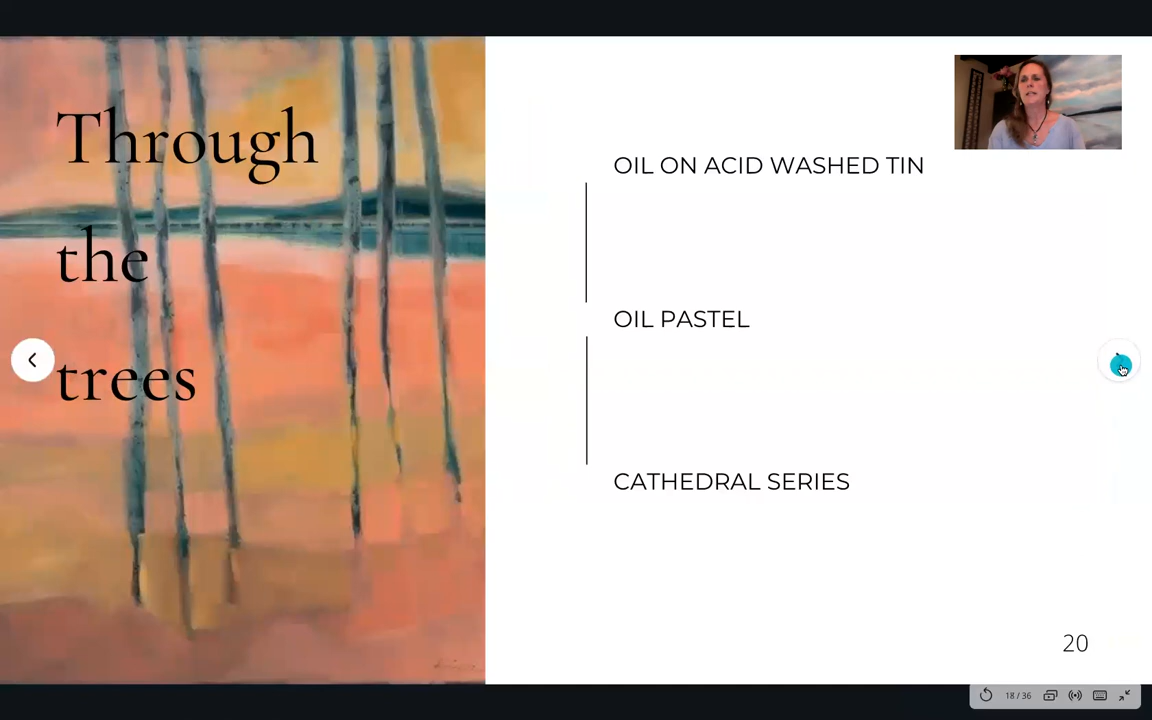 Through
the
trees
OIL ON ACID WASHED TIN
OIL PASTEL
CATHEDRAL SERIES
20
18 / 36